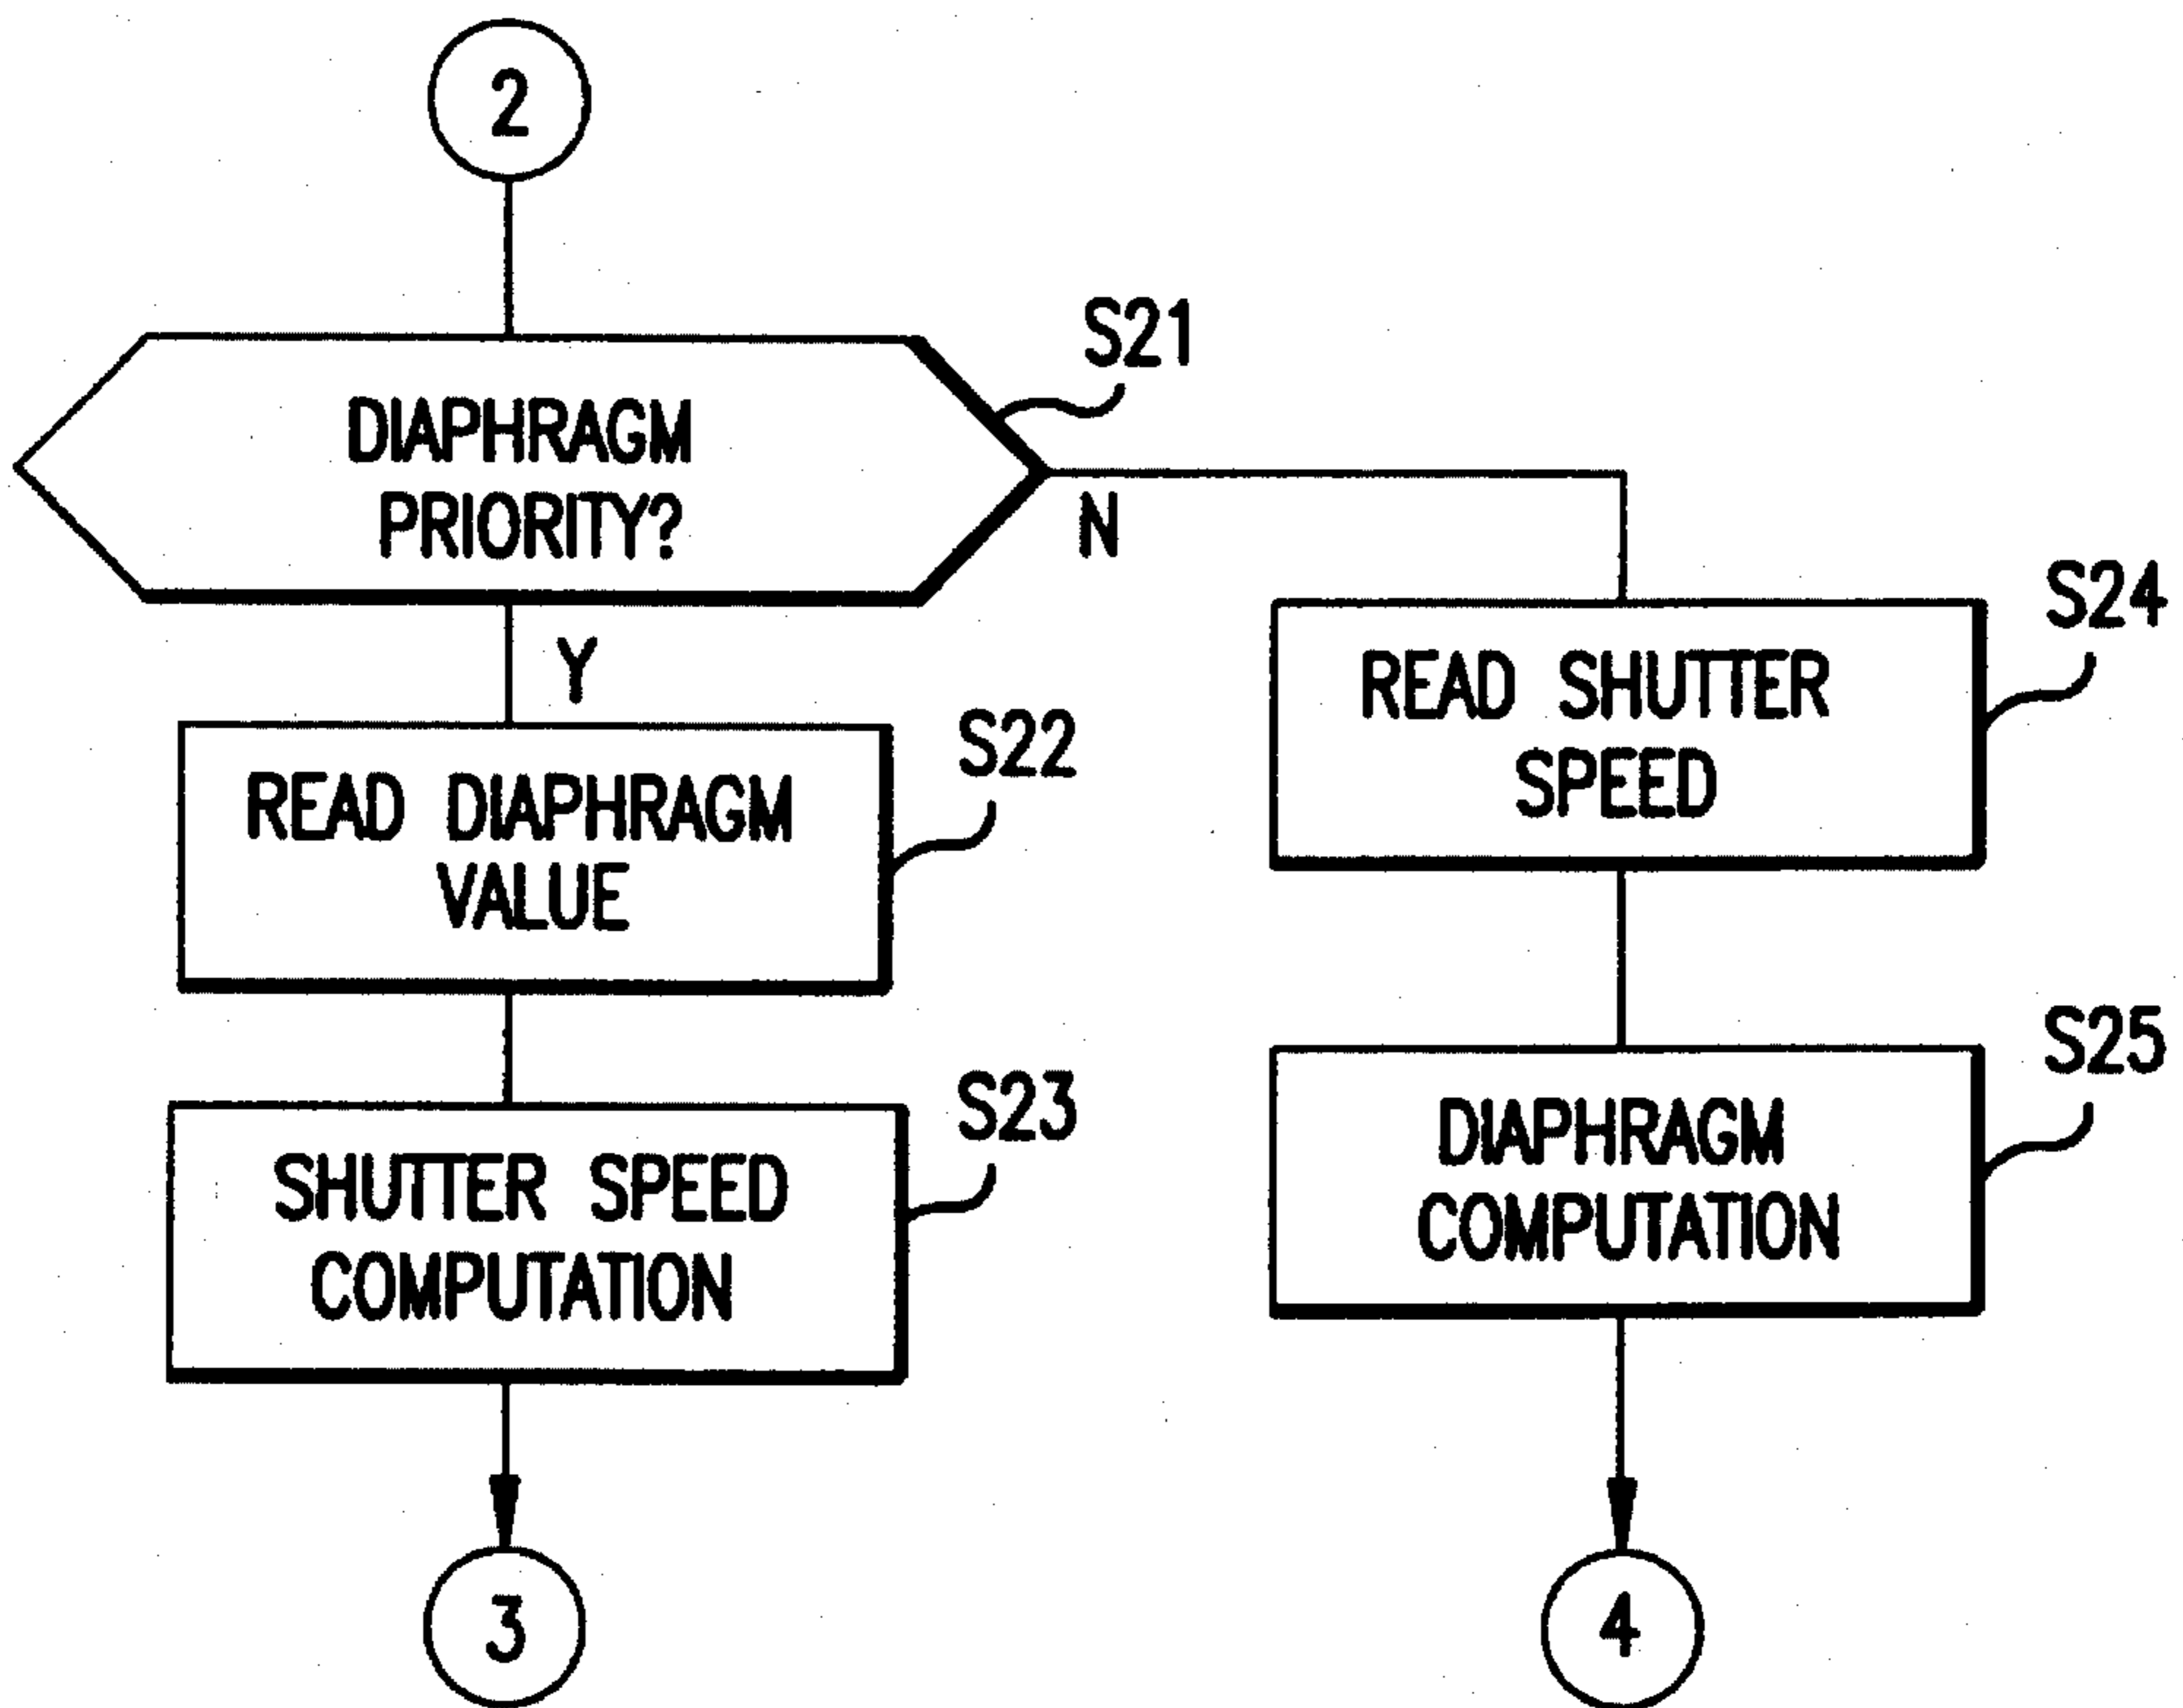 2
S21
DIAPHRAGM
PRIORITY?
N
Y
S22
READ DIAPHRAGM
VALUE
S23
SHUTTER SPEED
COMPUTATION
3
S24
READ SHUTTER
SPEED
S25
DIAPHRAGM
COMPUTATION
4